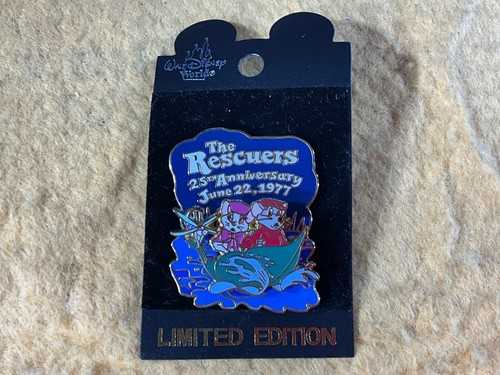 Walt Disney
World
The
Rescuers
25th Anniversary
June 22, 1977
LIMITED EDITION